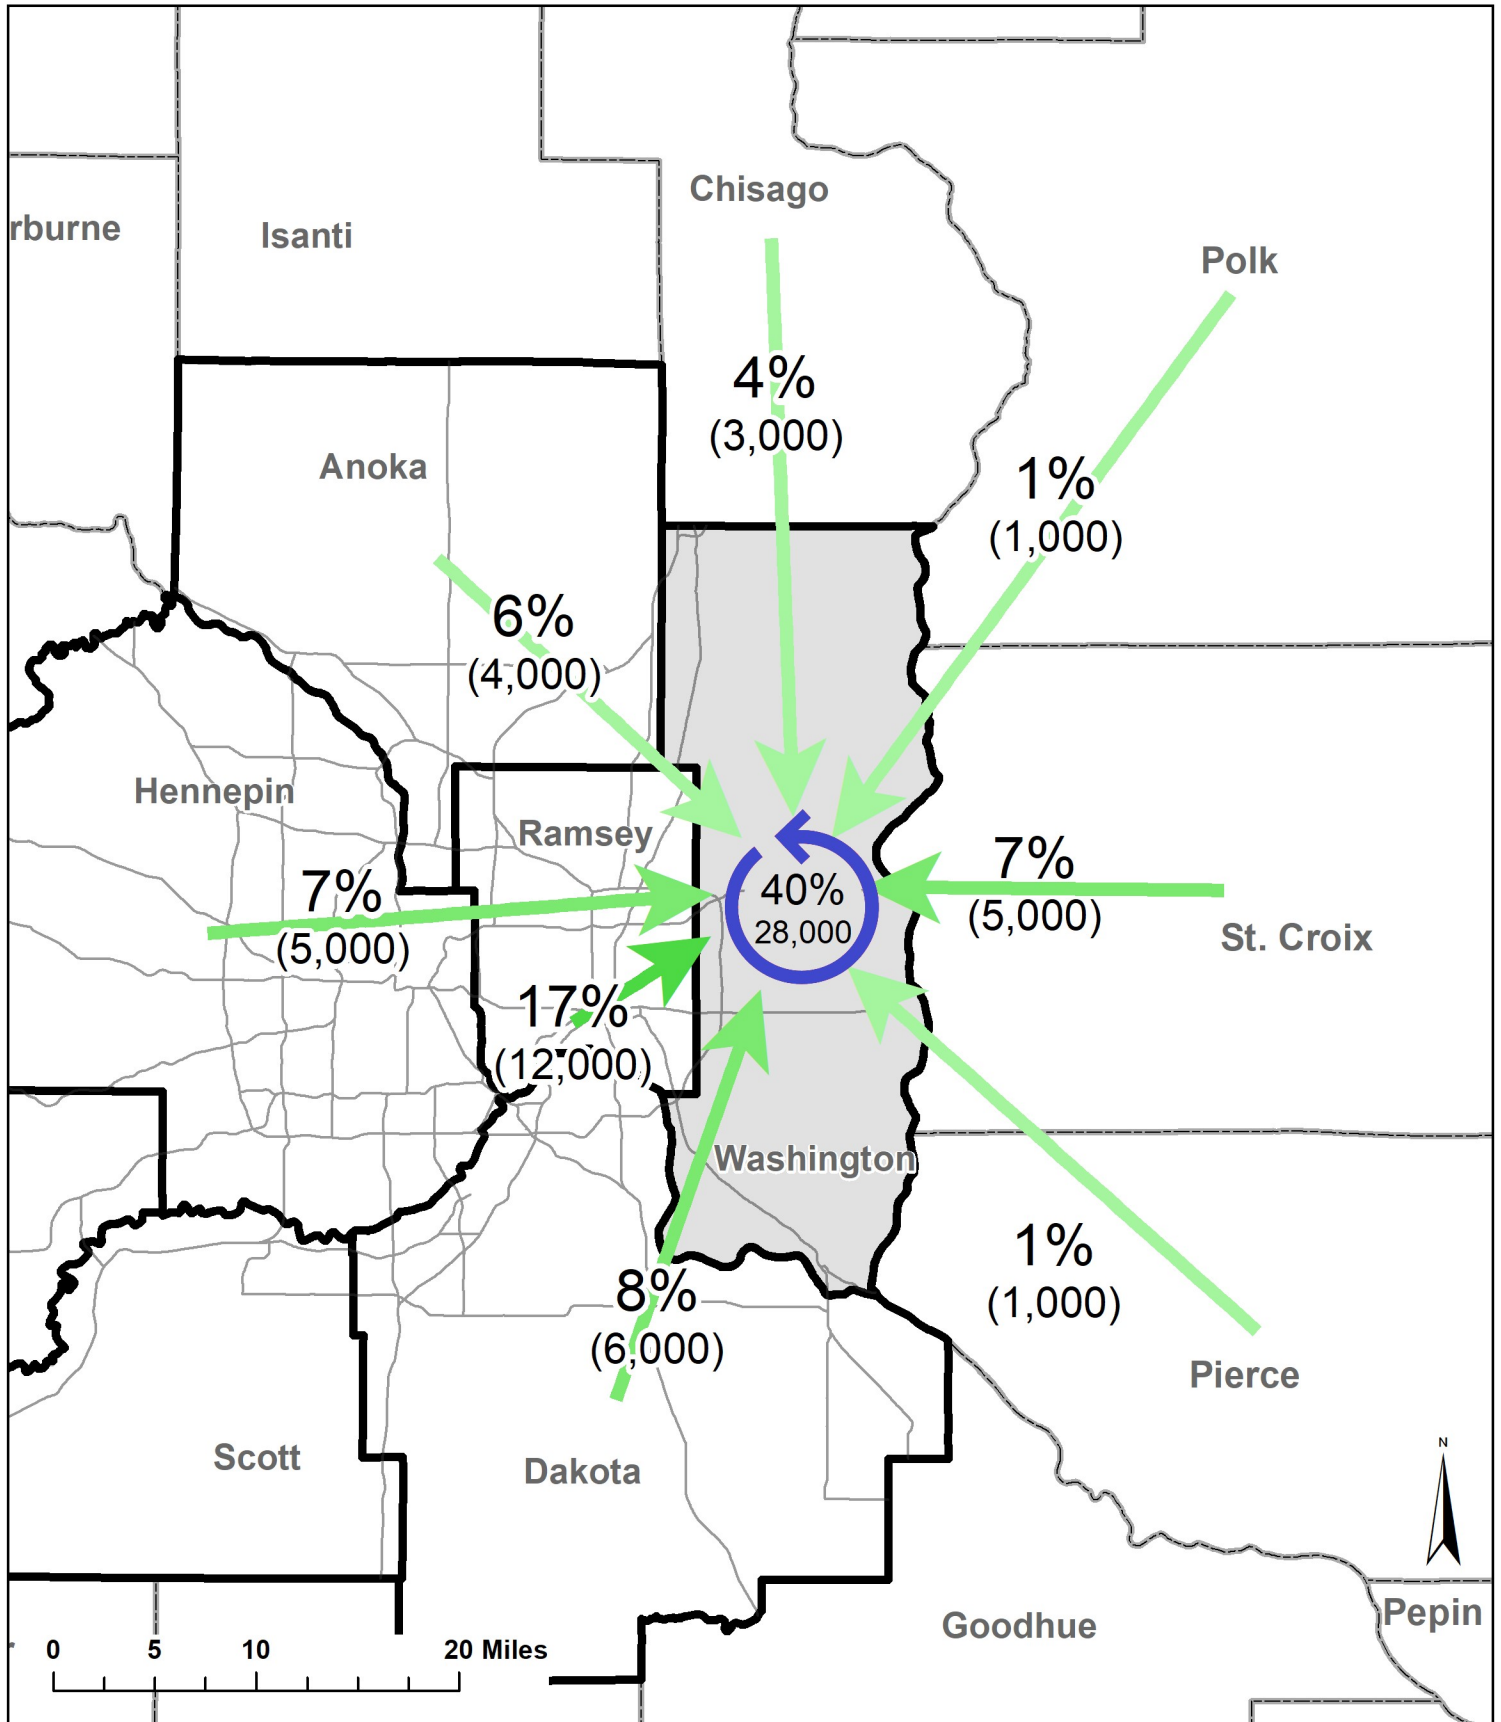 Chisago
rburne
Isanti
Polk
4%
(3,000)
Anoka
1%
(1,000)
6%
(4,000)
Hennepin
Ramsey
7%
(5,000)
40%
28,000
7%
(5,000)
St. Croix
17%
(12,000)
Washington
8%
(6,000)
1%
(1,000)
Pierce
Scott
Dakota
N
Goodhue
Pepin
0 5 10 20 Miles